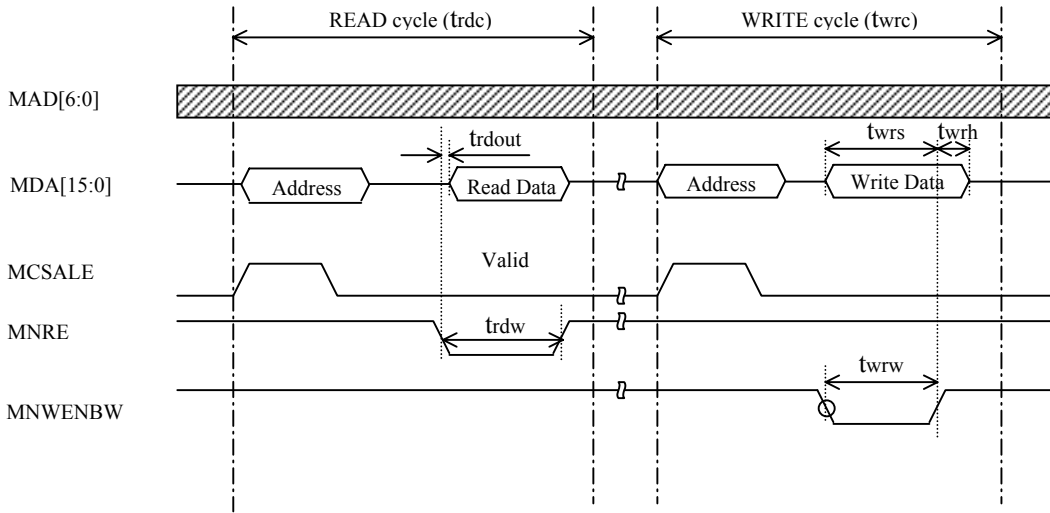 READ cycle (trdc)
WRITE cycle (twrc)
MAD[6:0]
trdout
twrs
twrh
MDA[15:0]
Address
Read Data
Address
Write Data
Valid
MCSALE
MNRE
trdw
twrw
MNWENBW